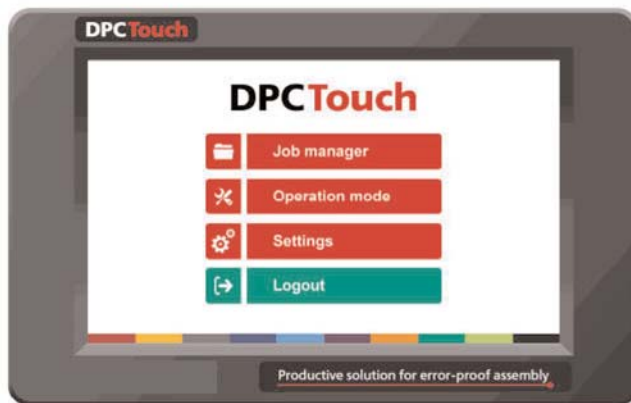 DPCTouch
DPCTouch
Job manager
Operation mode
Settings
Logout
Productive solution for error-proof assembly